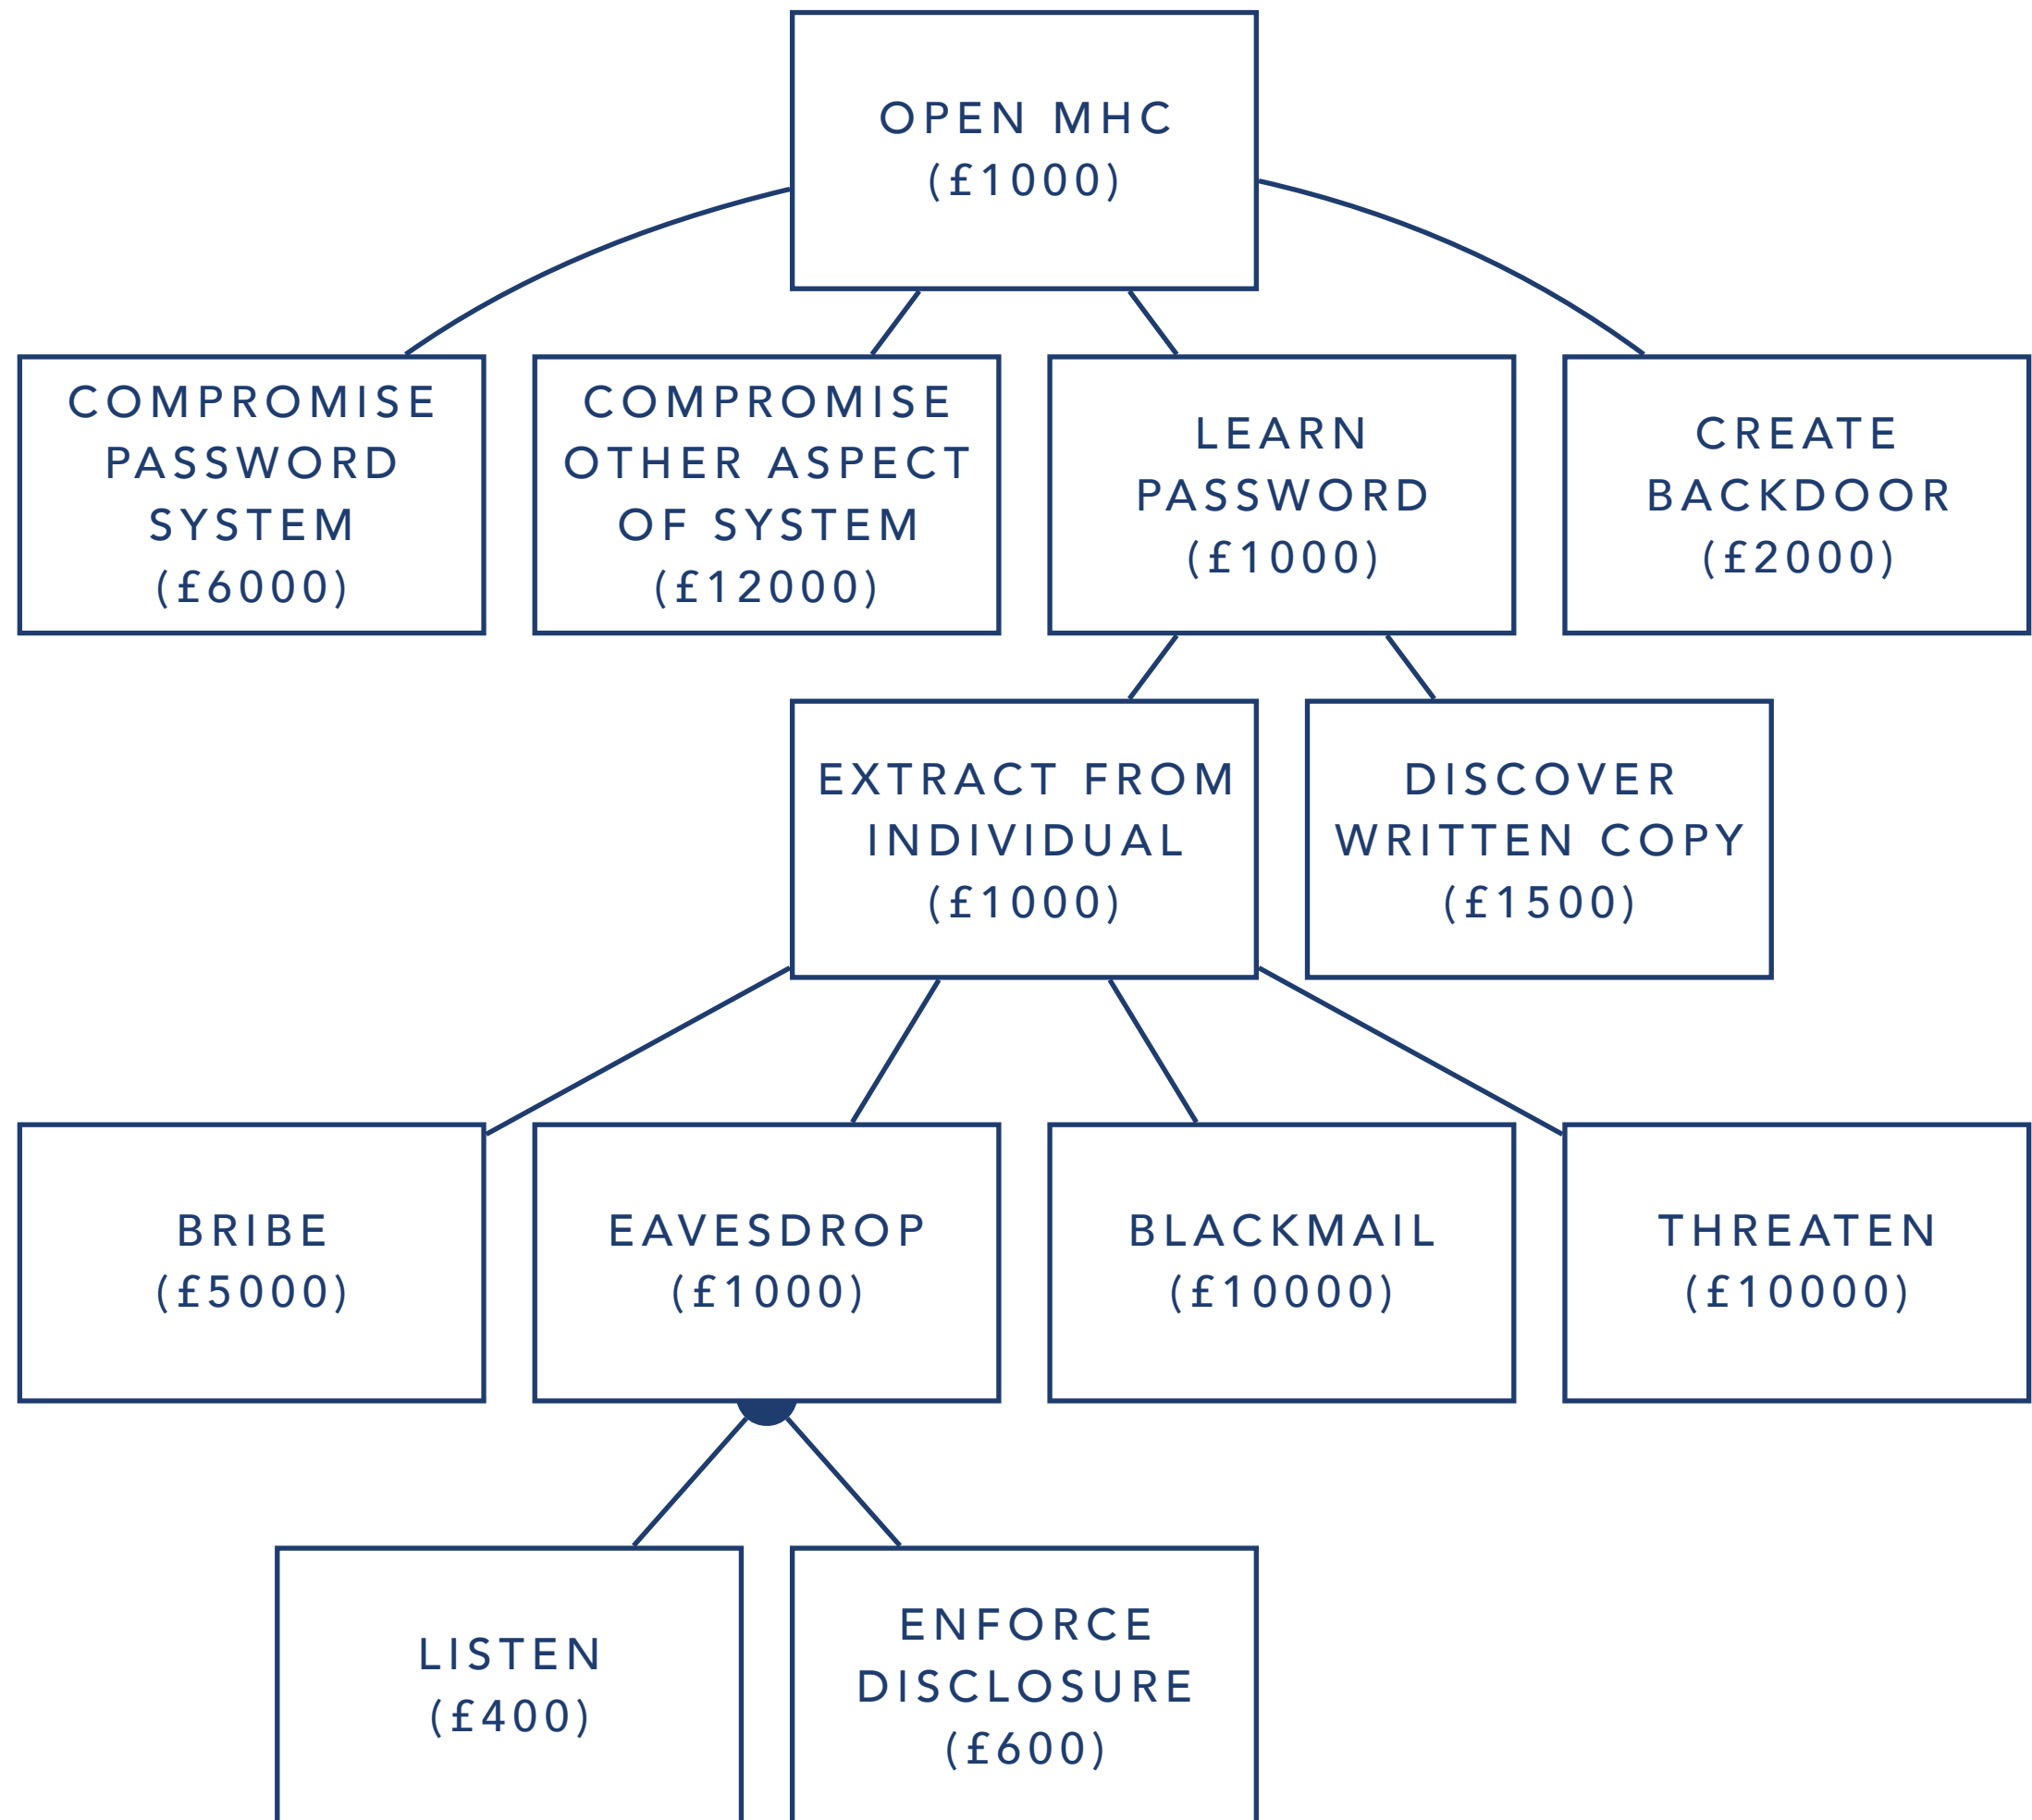 OPEN MHC
(£1000)
COMPROMISE
PASSWORD
SYSTEM
(£6000)
COMPROMISE
OTHER ASPECT
OF SYSTEM
(£12000)
LEARN
PASSWORD
(£1000)
CREATE
BACKDOOR
(£2000)
EXTRACT FROM
INDIVIDUAL
(£1000)
DISCOVER
WRITTEN COPY
(£1500)
BRIBE
(£5000)
EAVESDROP
(£1000)
BLACKMAIL
(£10000)
THREATEN
(£10000)
LISTEN
(£400)
ENFORCE
DISCLOSURE
(£600)